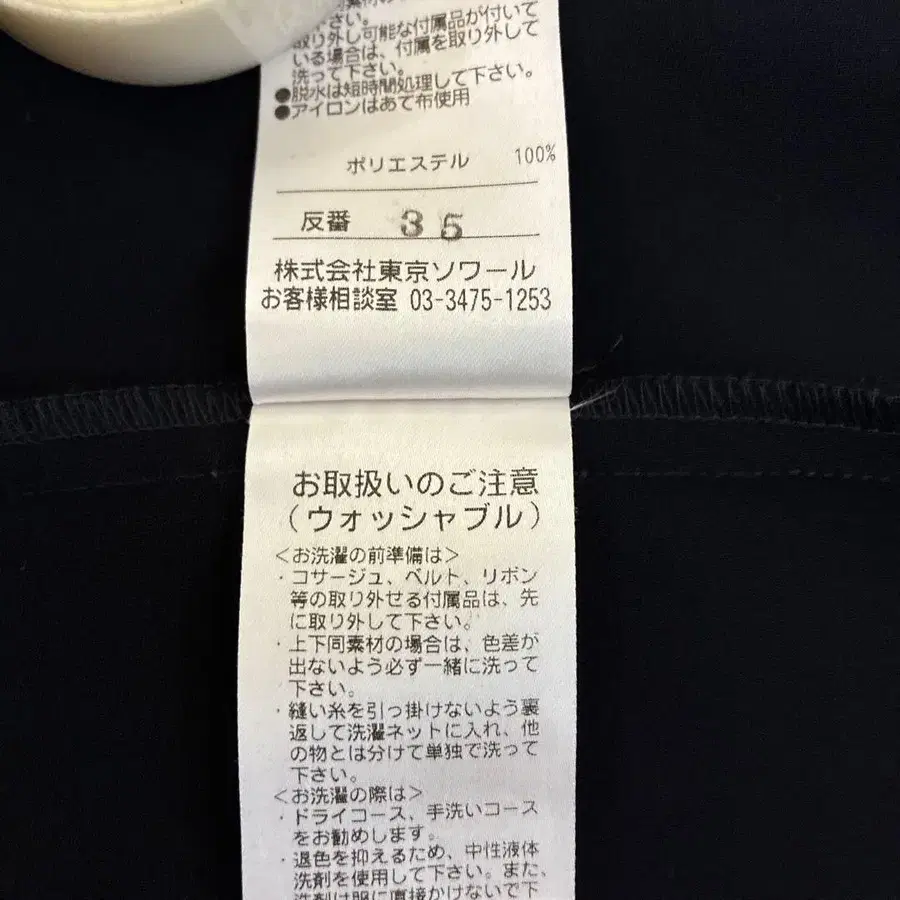 下さい。
取り外し可能な付属品が付いて
いる場合は、付属を取り外して
洗って下さい。
●脱水は短時間処理して下さい。
●アイロンはあて布使用
ポリエステル 100%
反番 35
株式会社東京ソワール
お客様相談室 03-3475-1253
お取扱いのご注意
(ウォッシャブル)
<お洗濯の前準備は>
・コサージュ、ベルト、リボン
等の取り外せる付属品は、先
に取り外して下さい。
・上下同素材の場合は、色差が
出ないよう必ず一緒に洗って
下さい。
・縫い糸を引っ掛けないよう裏
返して洗濯ネットに入れ、他
の物とは分けて単独で洗って
下さい。
<お洗濯の際は>
・ドライコース、手洗いコース
をお勧めします。
・退色を抑えるため、中性液体
洗剤を使用して下さい。また、
洗剤は服に直接かけないで下